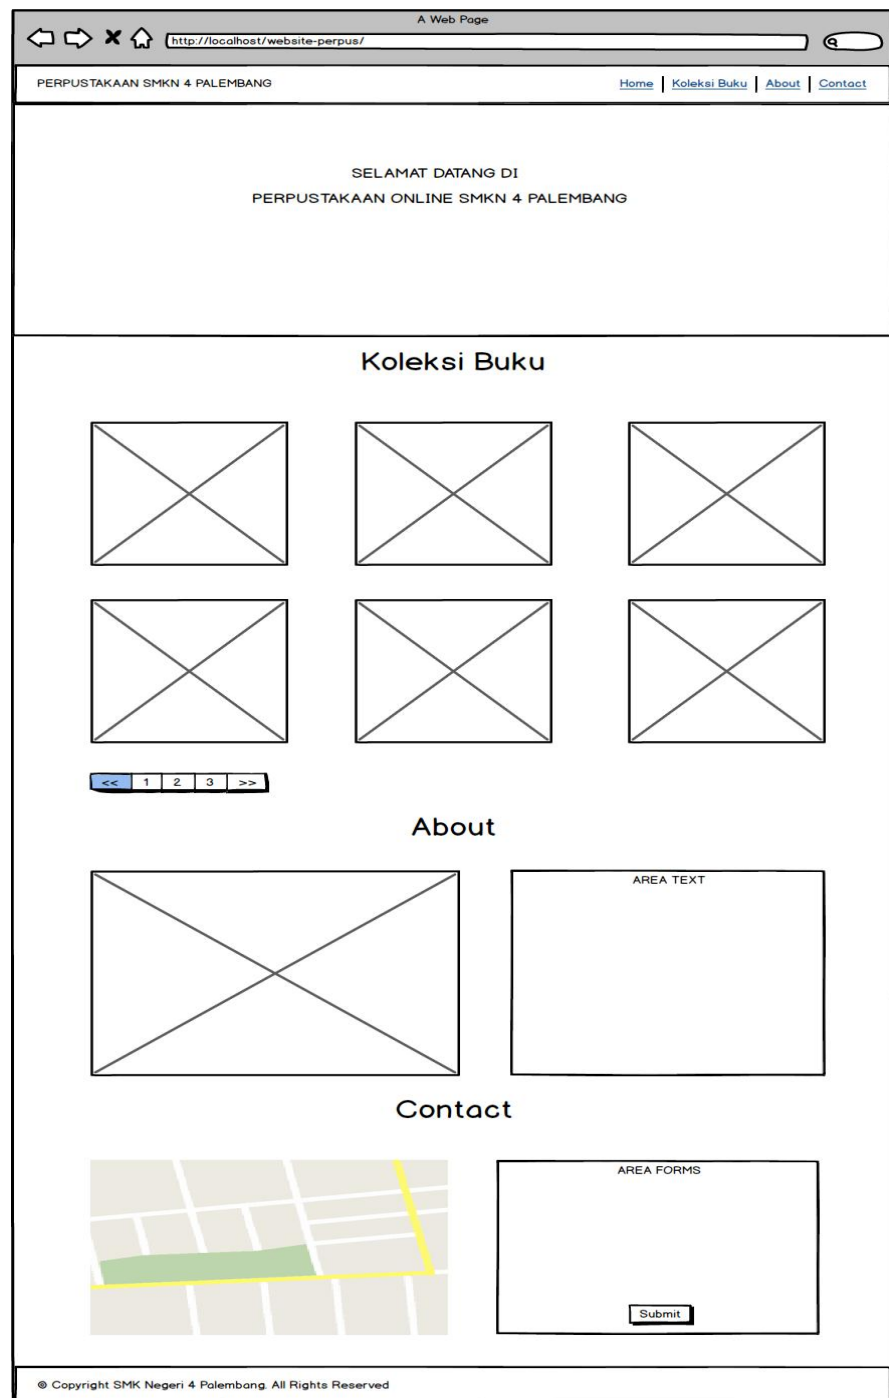 A Web Page
http://localhost/website-perpus/
PERPUSTAKAAN SMKN 4 PALEMBANG
Home | Koleksi Buku | About | Contact
SELAMAT DATANG DI
PERPUSTAKAAN ONLINE SMKN 4 PALEMBANG
Koleksi Buku
<< 1 2 3 >>
About
AREA TEXT
Contact
AREA FORMS
Submit
© Copyright SMK Negeri 4 Palembang. All Rights Reserved